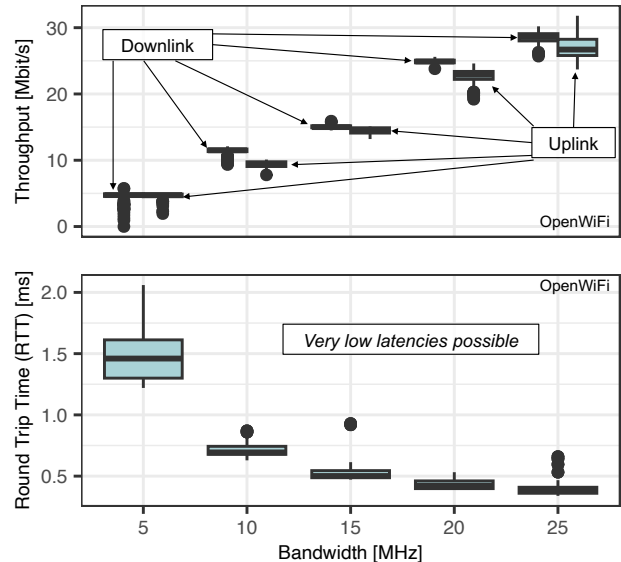 Throughput [Mbit/s]
30
20
10
0
Downlink
Uplink
OpenWiFi
Round Trip Time (RTT) [ms]
2.0
1.5
1.0
0.5
OpenWiFi
Very low latencies possible
5 10 15 20 25
Bandwidth [MHz]